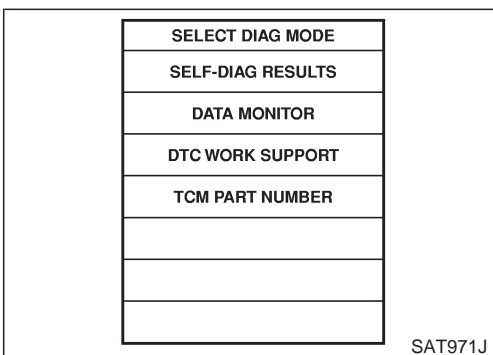 SELECT DIAG MODE
SELF-DIAG RESULTS
DATA MONITOR
DTC WORK SUPPORT
TCM PART NUMBER
SAT971J